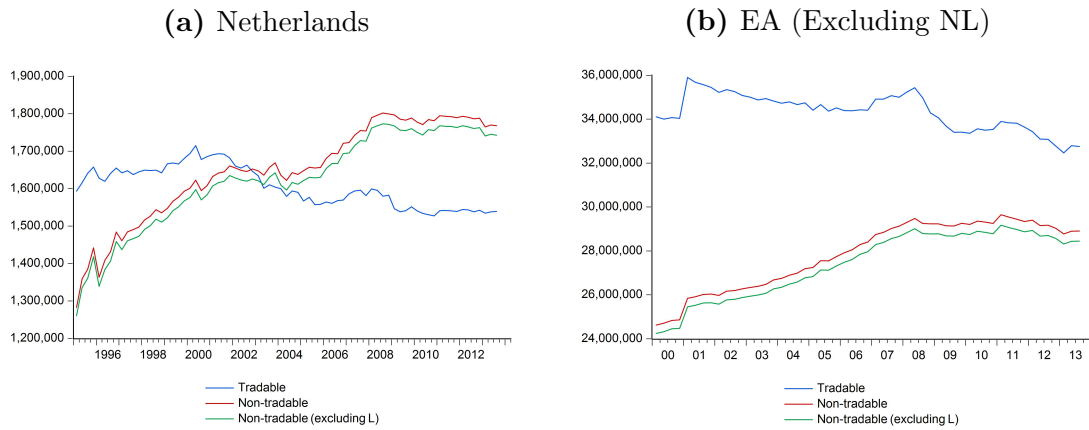 (a) Netherlands
1,900,000
1,800,000
1,700,000
1,600,000
1,500,000
1,400,000
1,300,000
1,200,000
1996 1998 2000 2002 2004 2006 2008 2010 2012
Tradable
Non-tradable
Non-tradable (excluding L)
(b) EA (Excluding NL)
36,000,000
34,000,000
32,000,000
30,000,000
28,000,000
26,000,000
24,000,000
00 01 02 03 04 05 06 07 08 09 10 11 12 13
Tradable
Non-tradable
Non-tradable (excluding L)